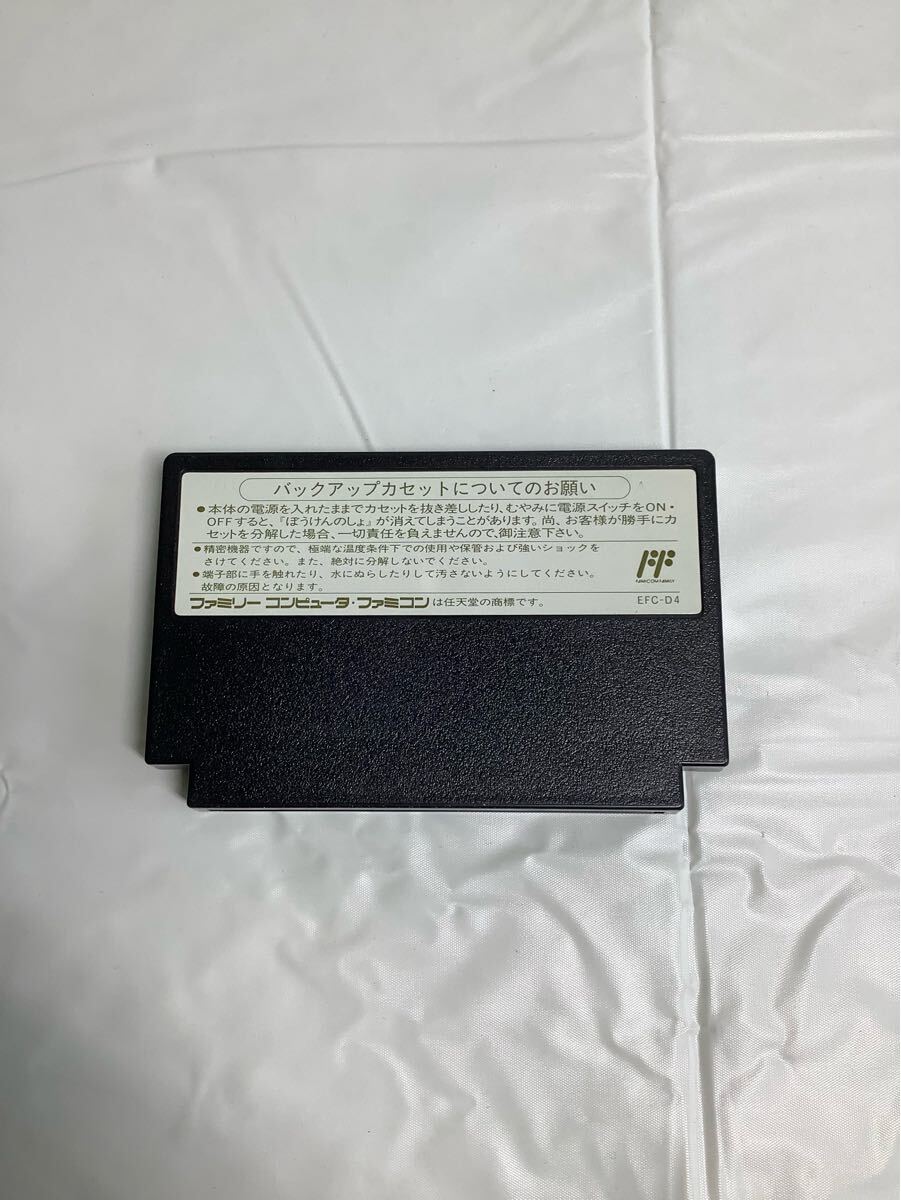 バックアップカセットについてのお願い
●本体の電源を入れたままでカセットを抜き差ししたり、むやみに電源スイッチをON・
OFFすると、『ぼうけんのしょ』が消えてしまうことがあります。尚、お客様が勝手にカ
セットを分解した場合、一切責任を負えませんので、御注意下さい。
●精密機器ですので、極端な温度条件下での使用や保管および強いショックを
さけてください。また、絶対に分解しないでください。
●端子部に手を触れたり、水にぬらしたりして汚さないようにしてください。
故障の原因となります。
ファミリーコンピュータ・ファミコンは任天堂の商標です。
FF
FAMICOM FAMILY
EFC-D4